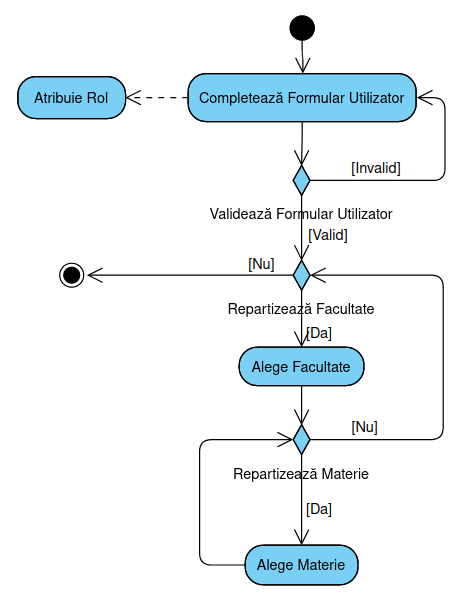 Atribuie Rol
Completează Formular Utilizator
[Invalid]
Validează Formular Utilizator
[Valid]
[Nu]
Repartizează Facultate
[Da]
Alege Facultate
[Nu]
Repartizează Materie
[Da]
Alege Materie